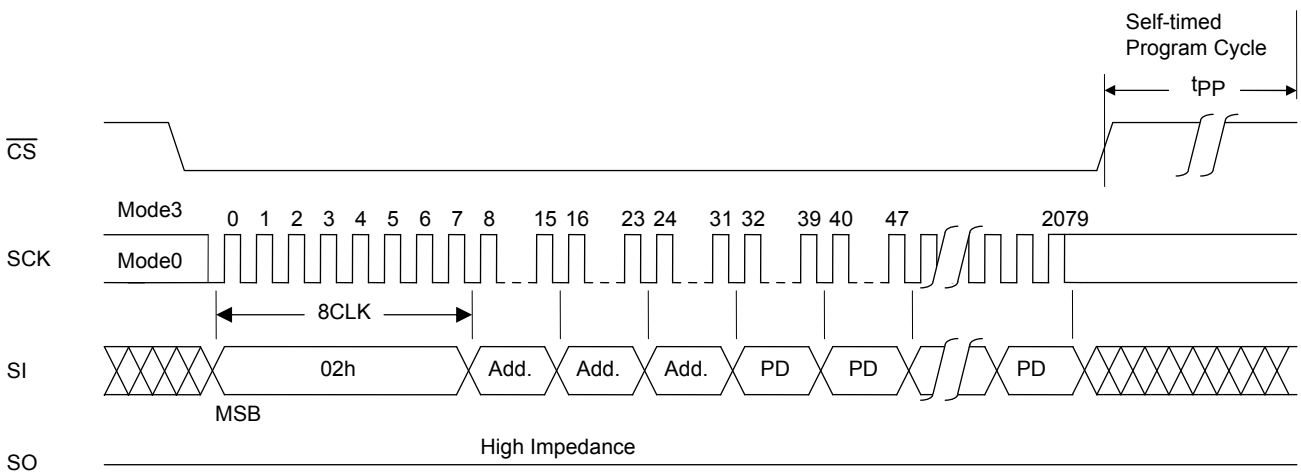 Self-timed
Program Cycle
tPP
CS
Mode3
0 1 2 3 4 5 6 7 8 15 16 23 24 31 32 39 40 47 2079
SCK
Mode0
8CLK
SI
02h Add. Add. Add. PD PD PD
MSB
High Impedance
SO